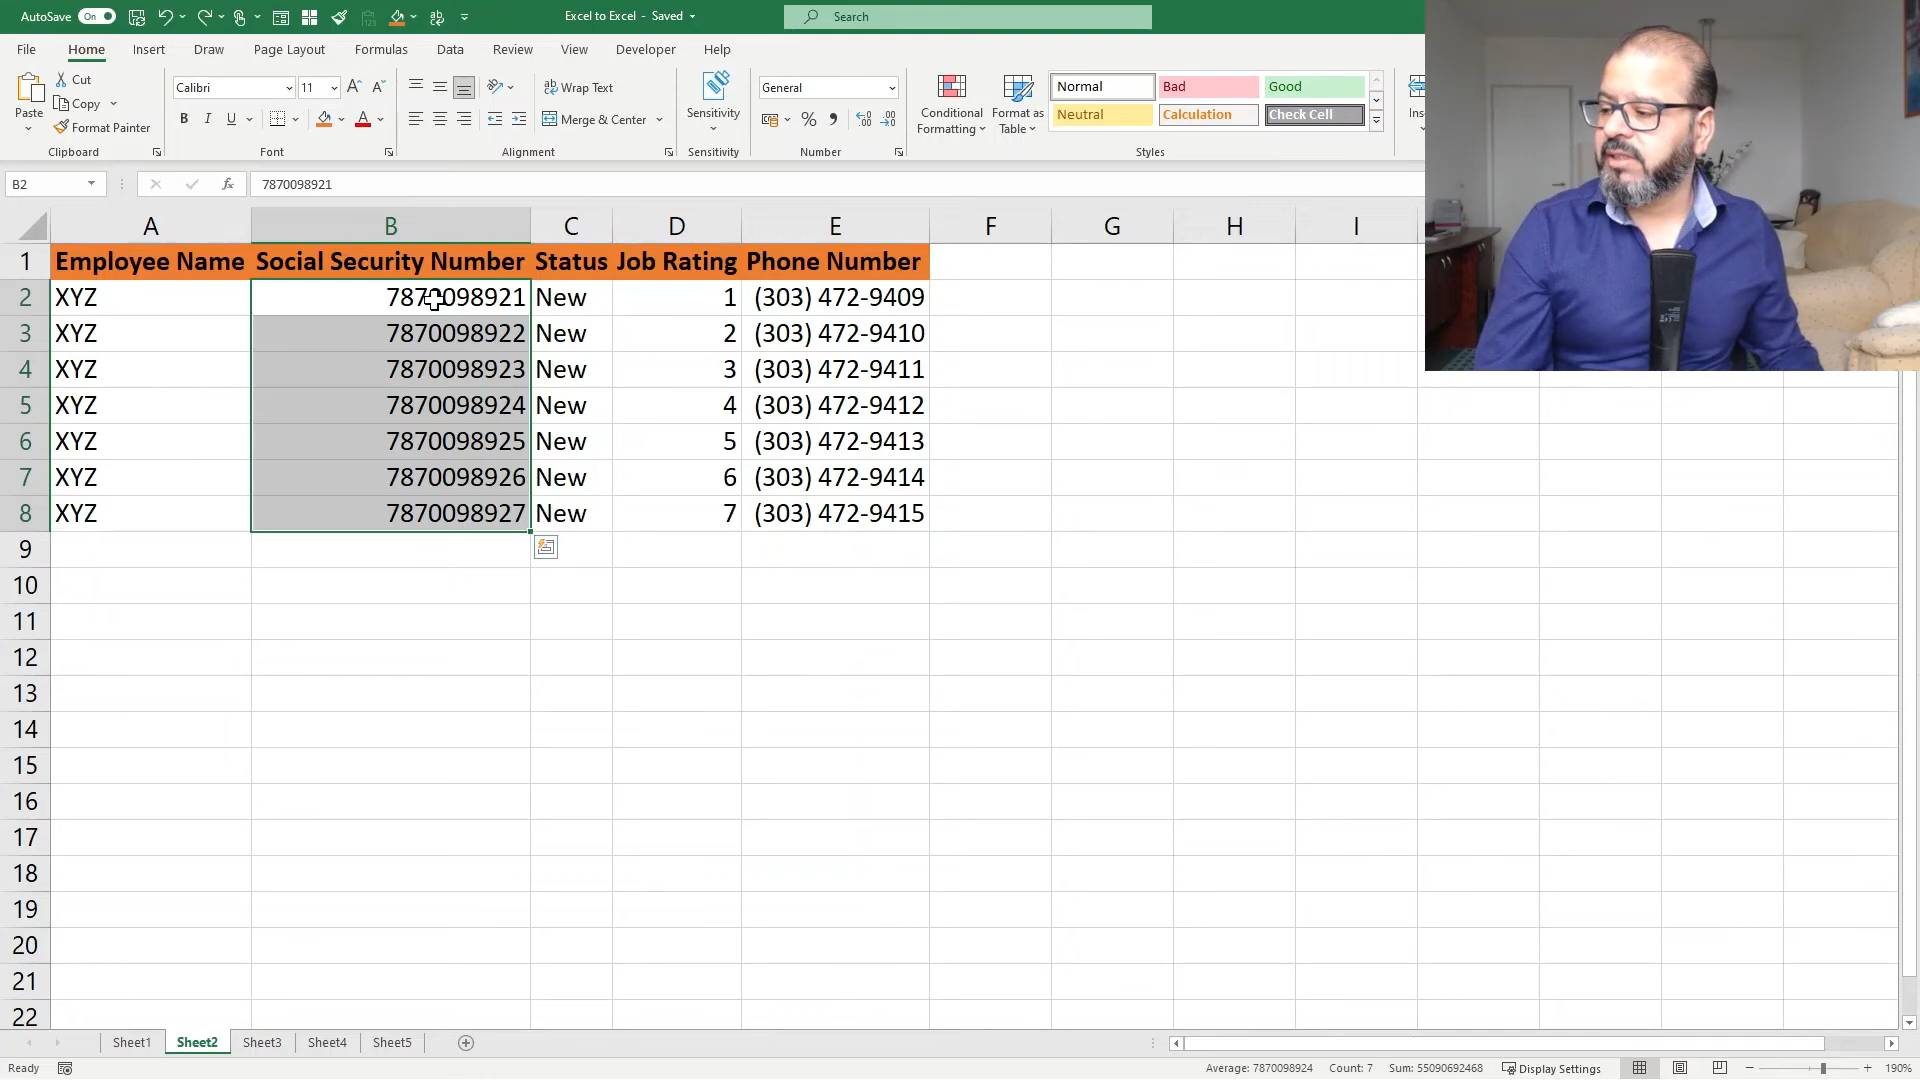 AutoSave On Excel to Excel - Saved Search
File Home Insert Draw Page Layout Formulas Data Review View Developer Help
Paste Cut Copy Format Painter Calibri 11 Wrap Text Merge & Center Sensitivity General Conditional Formatting Format as Table Normal Bad Good Neutral Calculation Check Cell
Clipboard Font Alignment Sensitivity Number Styles
B2 fx 7870098921
A B C D E F G H I
1 Employee Name Social Security Number Status Job Rating Phone Number
2 XYZ 7870098921 New 1 (303) 472-9409
3 XYZ 7870098922 New 2 (303) 472-9410
4 XYZ 7870098923 New 3 (303) 472-9411
5 XYZ 7870098924 New 4 (303) 472-9412
6 XYZ 7870098925 New 5 (303) 472-9413
7 XYZ 7870098926 New 6 (303) 472-9414
8 XYZ 7870098927 New 7 (303) 472-9415
9
10
11
12
13
14
15
16
17
18
19
20
21
22
Sheet1 Sheet2 Sheet3 Sheet4 Sheet5
Ready Average: 7870098924 Count: 7 Sum: 55090692468 Display Settings 190%